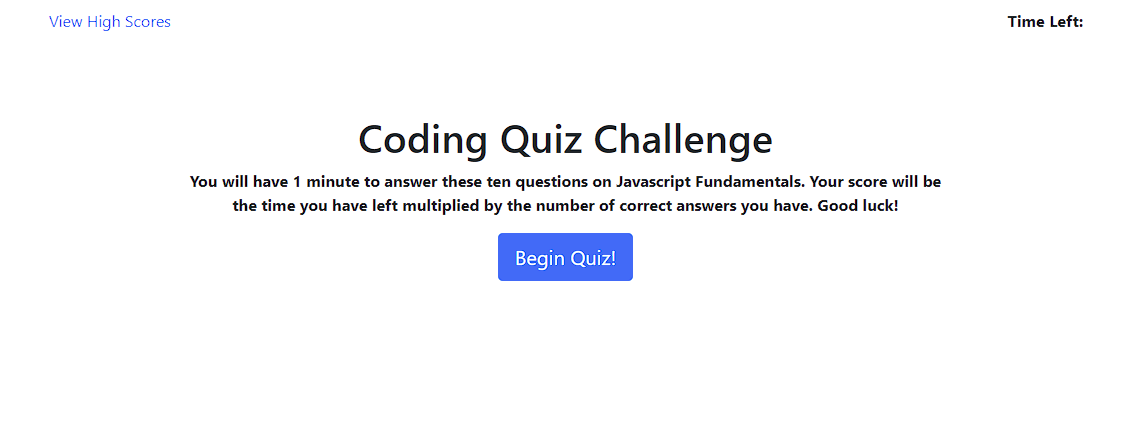 View High Scores
Time Left:
Coding Quiz Challenge
You will have 1 minute to answer these ten questions on Javascript Fundamentals. Your score will be
the time you have left multiplied by the number of correct answers you have. Good luck!
Begin Quiz!